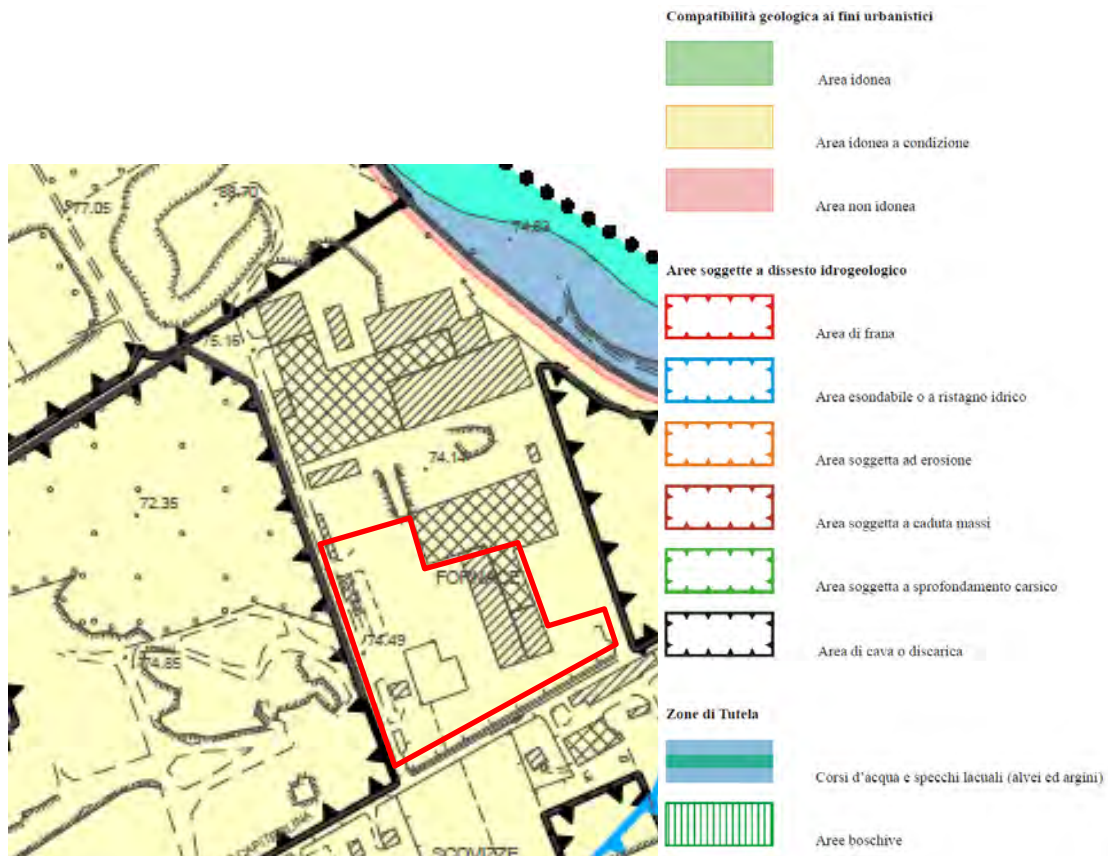 Compatibilità geologica ai fini urbanistici
Area idonea
Area idonea a condizione
Area non idonea
Aree soggette a dissesto idrogeologico
Area di frana
Area esondabile o a ristagno idrico
Area soggetta ad erosione
Area soggetta a caduta massi
Area soggetta a sprofondamento carsico
Area di cava o discarica
Zone di Tutela
Corsi d'acqua e specchi lacuali (alvei ed argini)
Aree boschive
77.05
74.63
75.16
74.14
72.35
FORNACE
74.49
74.85
SCOVIZZE